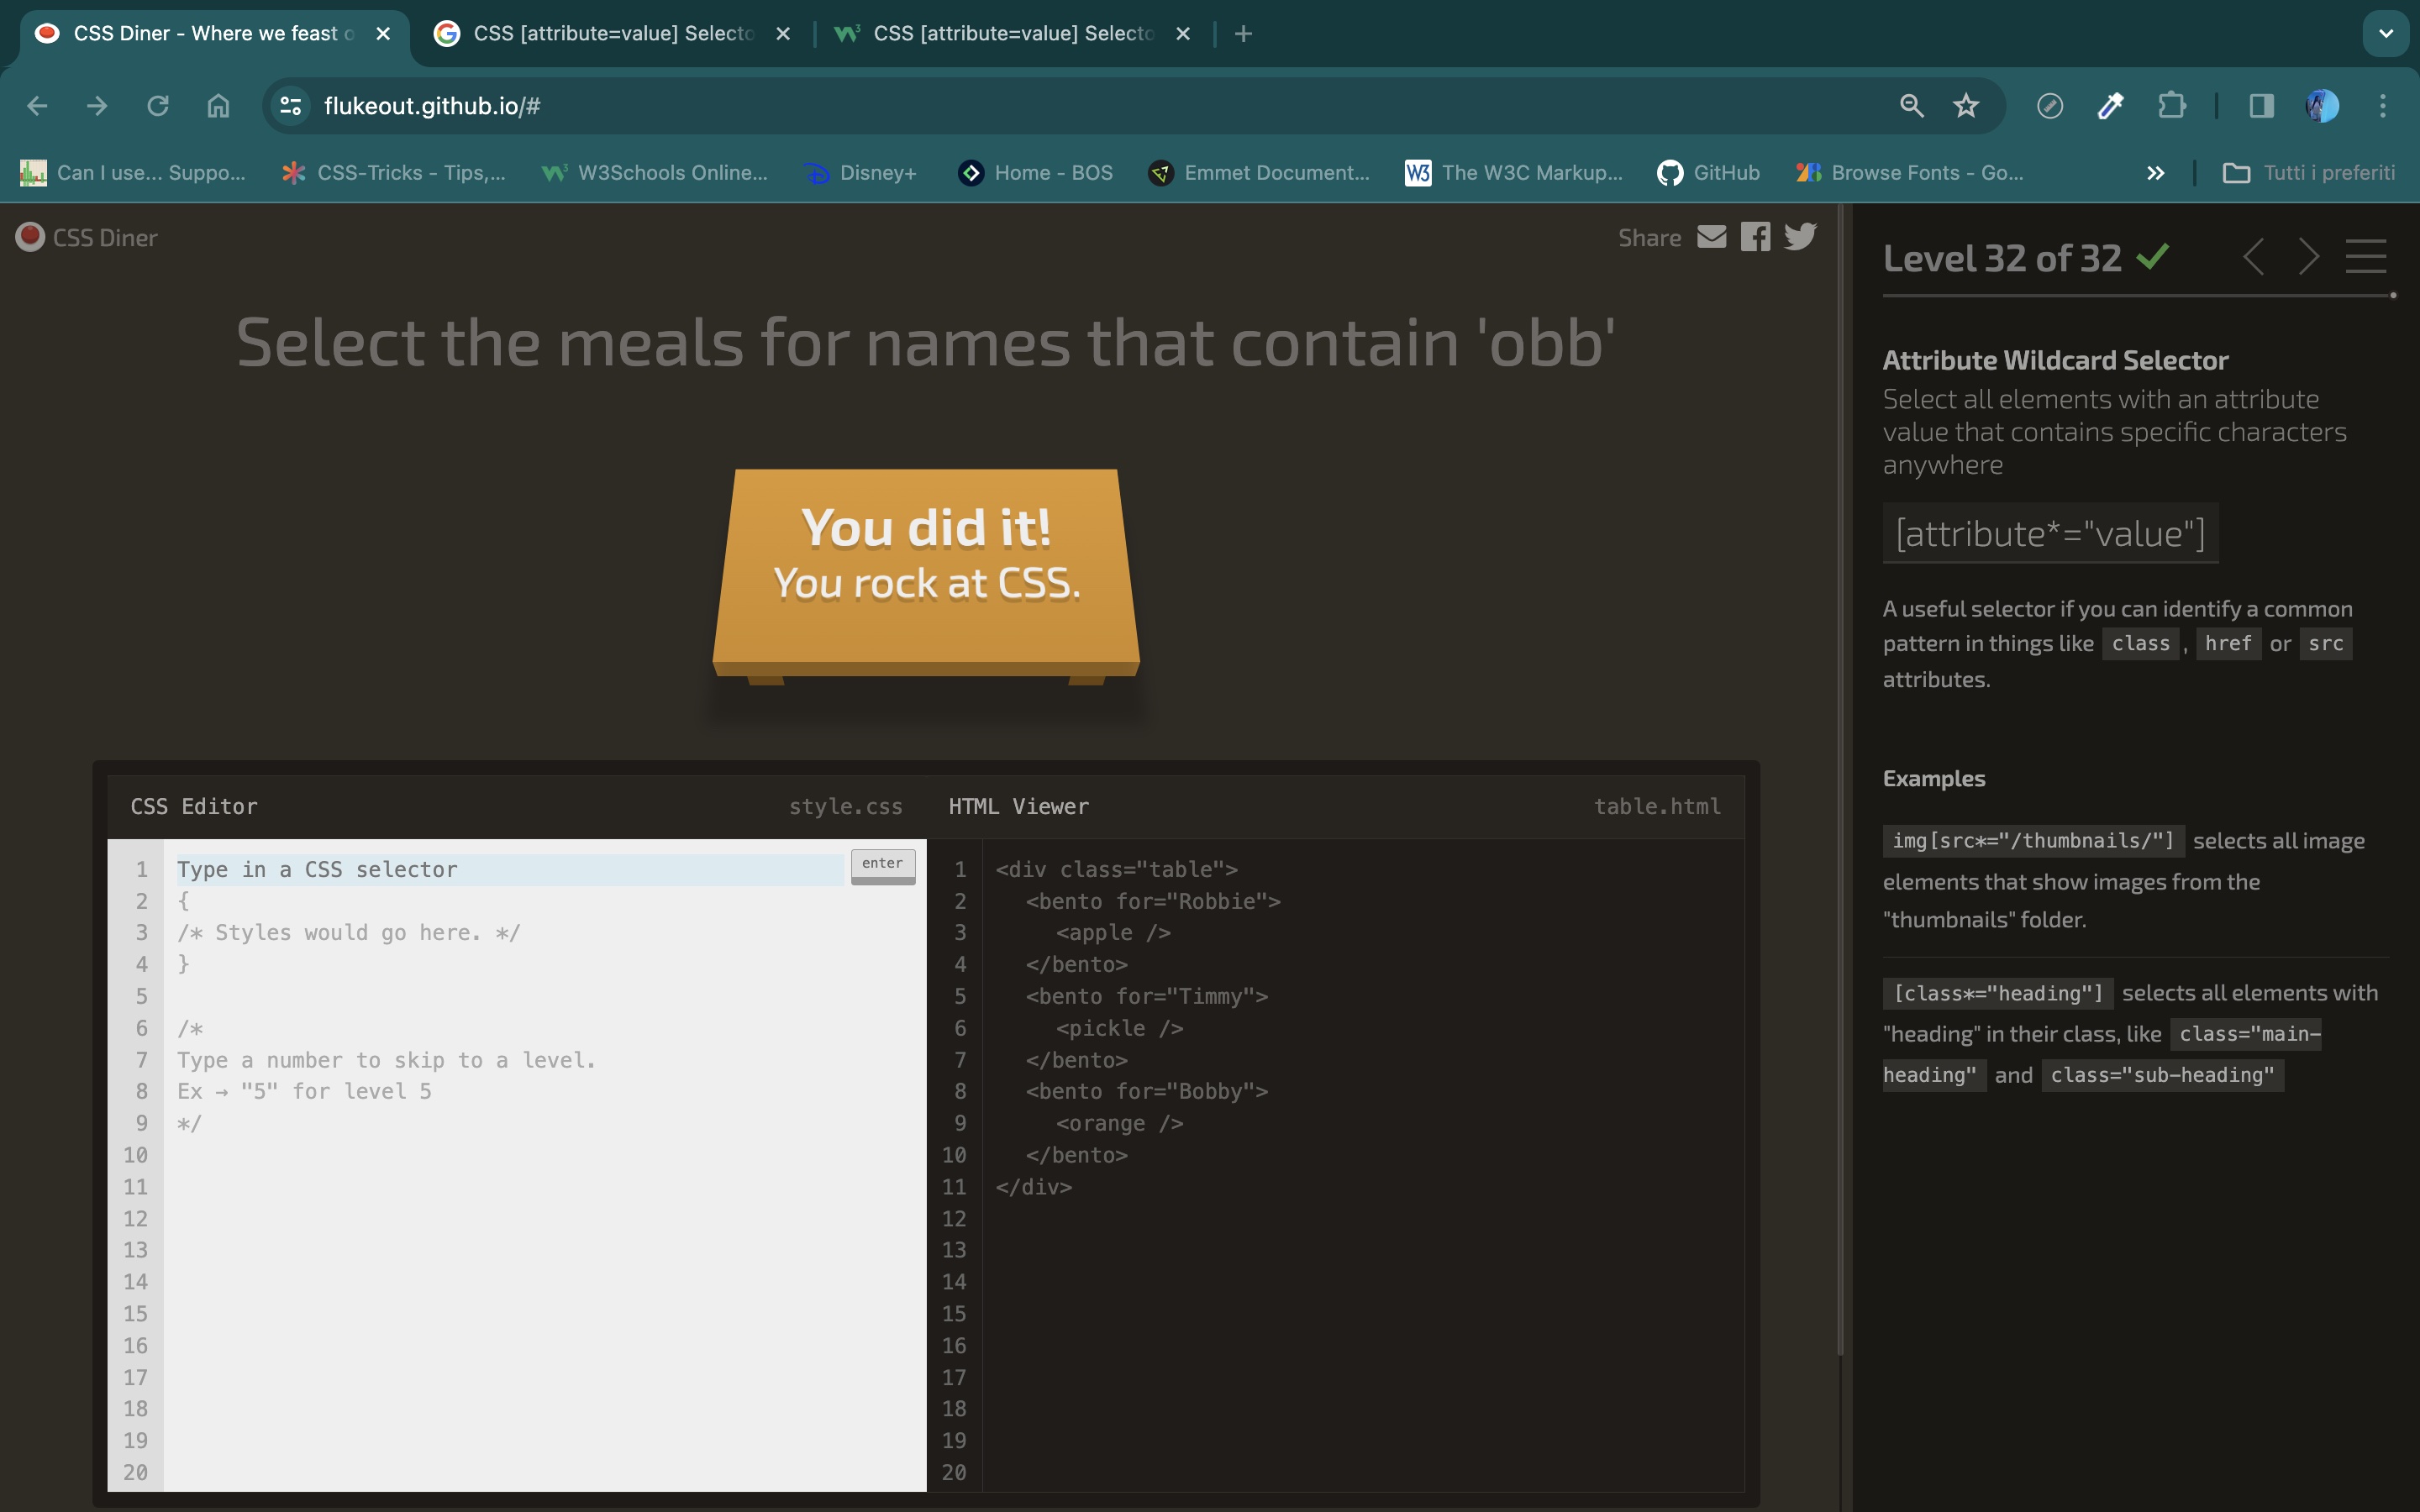 CSS Diner - Where we feast o
CSS [attribute=value] Selecto
CSS [attribute=value] Selecto
flukeout.github.io/#
Can I use... Suppo...
CSS-Tricks - Tips,...
W3Schools Online...
Disney+
Home - BOS
Emmet Document...
The W3C Markup...
GitHub
Browse Fonts - Go...
Tutti i preferiti
CSS Diner
Share
Select the meals for names that contain 'obb'
You did it!
You rock at CSS.
CSS Editor
style.css
1 Type in a CSS selector
enter
2 {
3 /* Styles would go here. */
4 }
5
6 /*
7 Type a number to skip to a level.
8 Ex → "5" for level 5
9 */
10
11
12
13
14
15
16
17
18
19
20
HTML Viewer
table.html
1 <div class="table">
2 <bento for="Robbie">
3 <apple />
4 </bento>
5 <bento for="Timmy">
6 <pickle />
7 </bento>
8 <bento for="Bobby">
9 <orange />
10 </bento>
11 </div>
12
13
14
15
16
17
18
19
20
Level 32 of 32
Attribute Wildcard Selector
Select all elements with an attribute
value that contains specific characters
anywhere
[attribute*="value"]
A useful selector if you can identify a common
pattern in things like class , href or src
attributes.
Examples
img[src*="/thumbnails/"] selects all image
elements that show images from the
"thumbnails" folder.
[class*="heading"] selects all elements with
"heading" in their class, like class="main-
heading" and class="sub-heading"